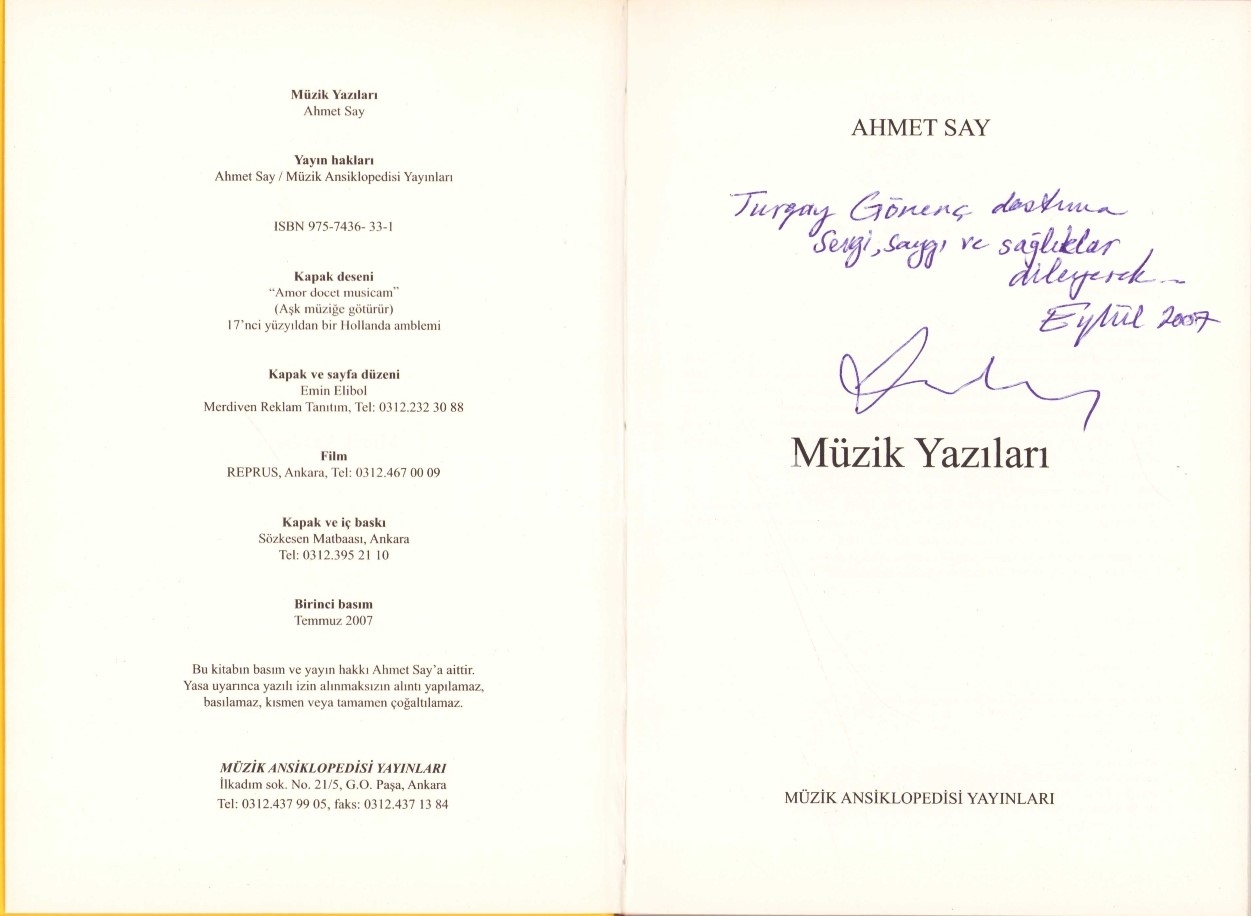 Müzik Yazıları
Ahmet Say
Yayın hakları
Ahmet Say / Müzik Ansiklopedisi Yayınları
ISBN 975-7436- 33-1
Kapak deseni
“Amor docet musicam”
(Aşk müziğe götürür)
17’nci yüzyıldan bir Hollanda amblemi
Kapak ve sayfa düzeni
Emin Elibol
Merdiven Reklam Tanıtım, Tel: 0312.232 30 88
Film
REPRUS, Ankara, Tel: 0312.467 00 09
Kapak ve iç baskı
Sözkesen Matbaası, Ankara
Tel: 0312.395 21 10
Birinci basım
Temmuz 2007
Bu kitabın basım ve yayın hakkı Ahmet Say’a aittir.
Yasa uyarınca yazılı izin alınmaksızın alıntı yapılamaz,
basılamaz, kısmen veya tamamen çoğaltılamaz.
MÜZİK ANSİKLOPEDİSİ YAYINLARI
İlkadım sok. No. 21/5, G.O. Paşa, Ankara
Tel: 0312.437 99 05, faks: 0312.437 13 84
AHMET SAY
Turgay Gönenç dostuma
Sevgi, saygı ve sağlıklar
dileyerek...
Eylül 2007
Müzik Yazıları
MÜZİK ANSİKLOPEDİSİ YAYINLARI